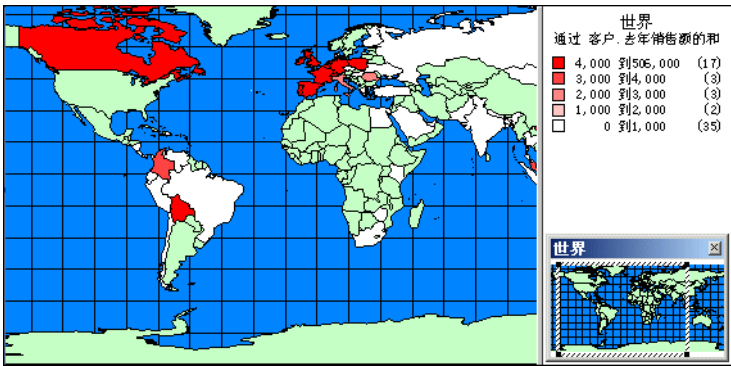 世界
通过 客户.去年销售额的和
4,000 到506,000 (17)
3,000 到4,000 (3)
2,000 到3,000 (3)
1,000 到2,000 (2)
0 到1,000 (35)
世界